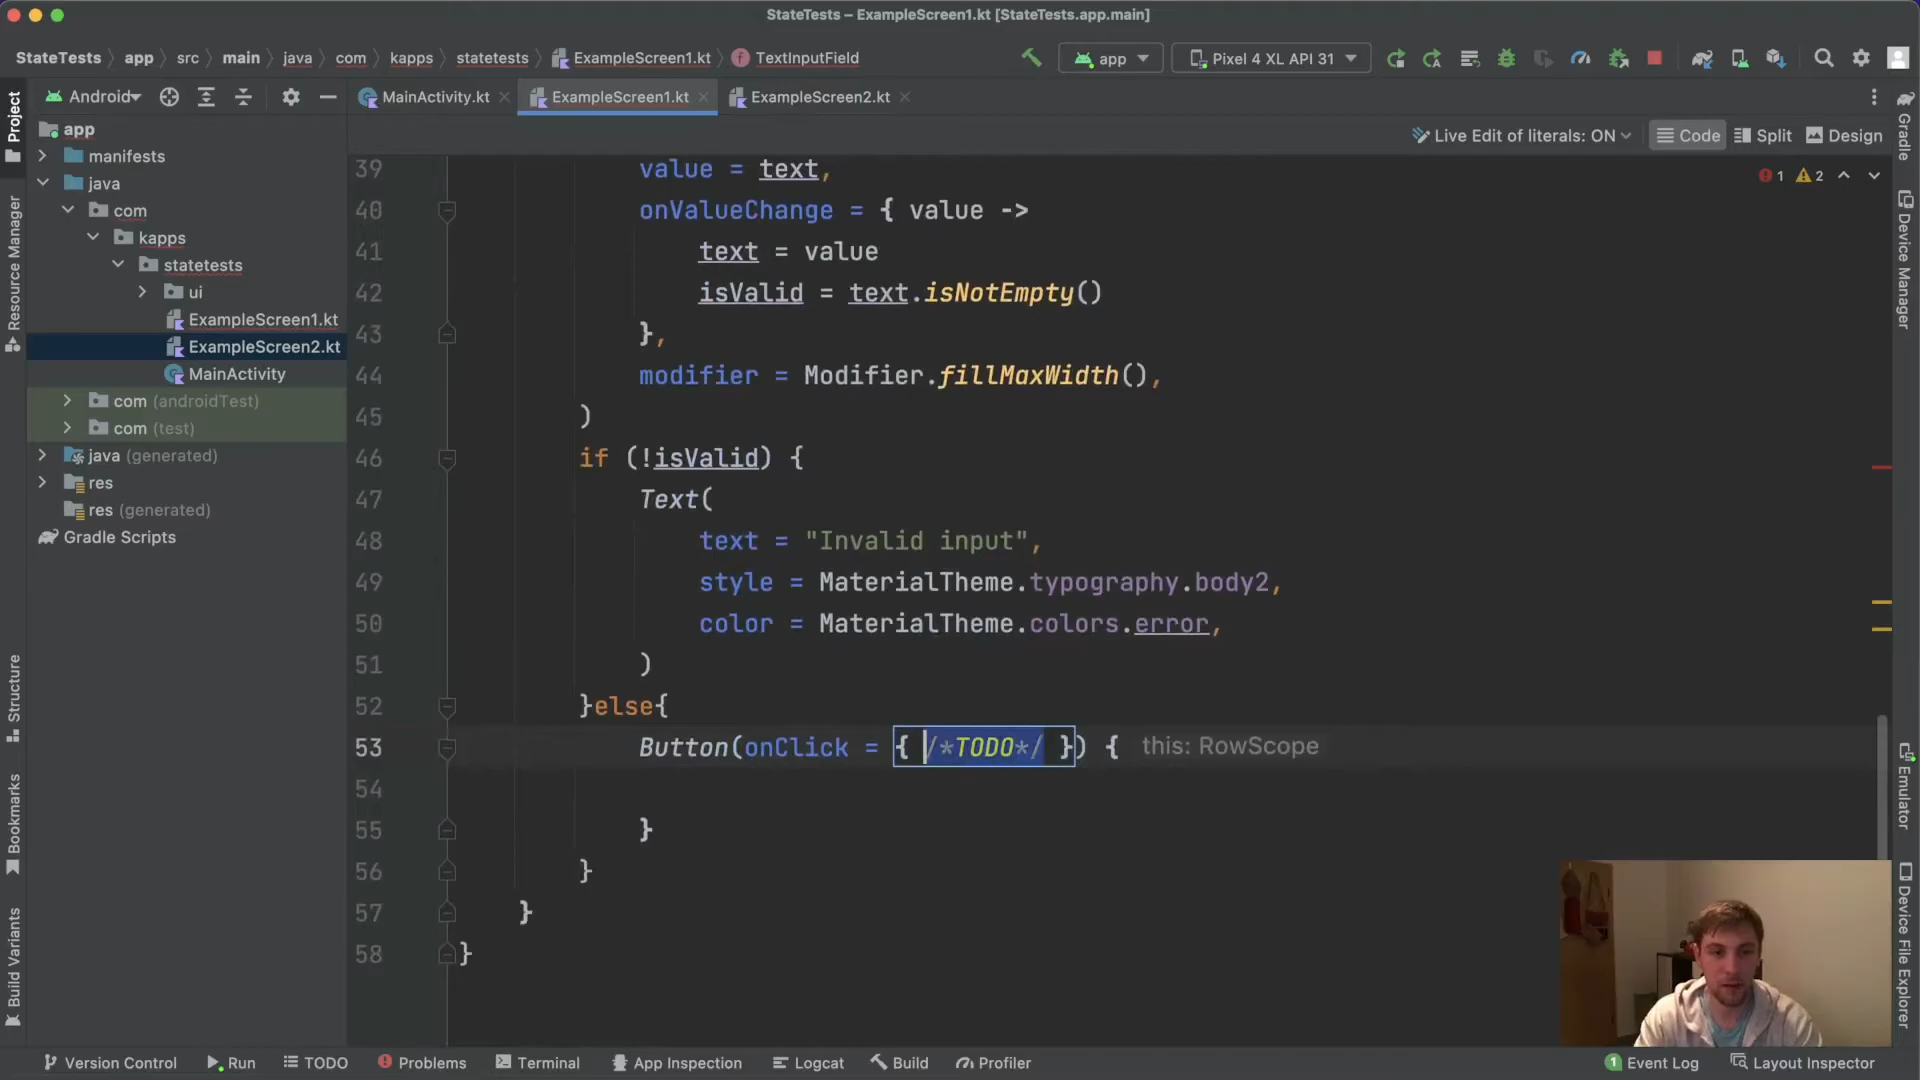 StateTests – ExampleScreen1.kt [StateTests.app.main]
StateTests app src main java com kapps statetests ExampleScreen1.kt TextInputField
app Pixel 4 XL API 31
Android
MainActivity.kt ExampleScreen1.kt ExampleScreen2.kt
Live Edit of literals: ON Code Split Design
Project
Resource Manager
Structure
Bookmarks
Build Variants
app
manifests
java
com
kapps
statetests
ui
ExampleScreen1.kt
ExampleScreen2.kt
MainActivity
com (androidTest)
com (test)
java (generated)
res
res (generated)
Gradle Scripts
1 2
39 value = text,
40 onValueChange = { value ->
41 text = value
42 isValid = text.isNotEmpty()
43 },
44 modifier = Modifier.fillMaxWidth(),
45 )
46 if (!isValid) {
47 Text(
48 text = "Invalid input",
49 style = MaterialTheme.typography.body2,
50 color = MaterialTheme.colors.error,
51 )
52 }else{
53 Button(onClick = { /*TODO*/ }) { this: RowScope
54
55 }
56 }
57 }
58 }
Gradle
Device Manager
Emulator
Device File Explorer
Version Control Run TODO Problems Terminal App Inspection Logcat Build Profiler
1 Event Log Layout Inspector